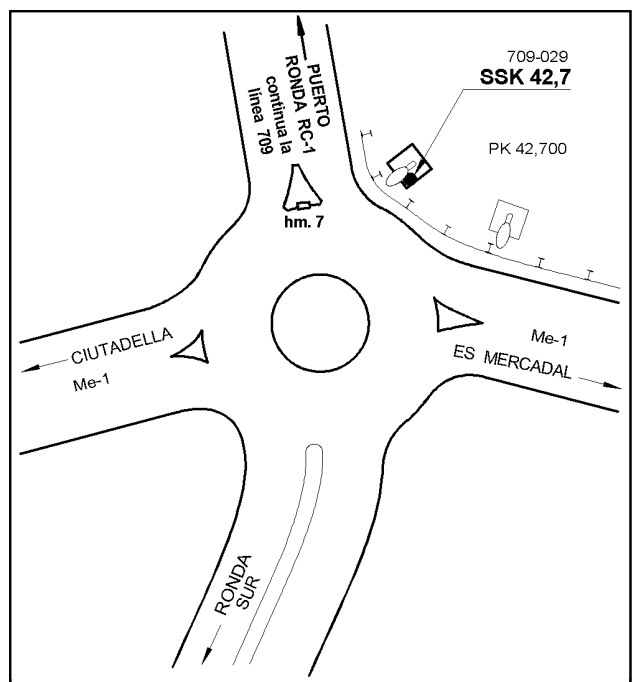 709-029
SSK 42,7
PK 42,700
PUERTO
RONDA RC-1
continua la
línea 709
hm. 7
CIUTADELLA
Me-1
Me-1
ES MERCADAL
RONDA
SUR